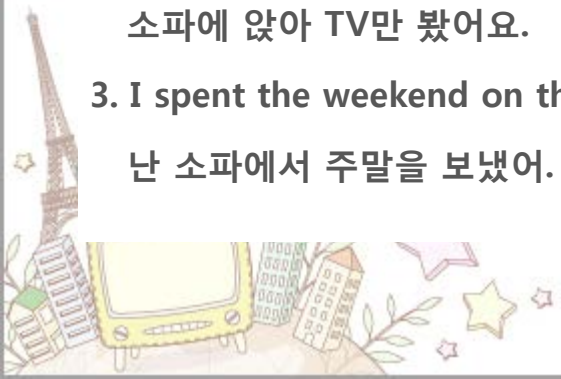 소파에 앉아 TV만 봤어요.
3. I spent the weekend on
난 소파에서 주말을 보냈어.